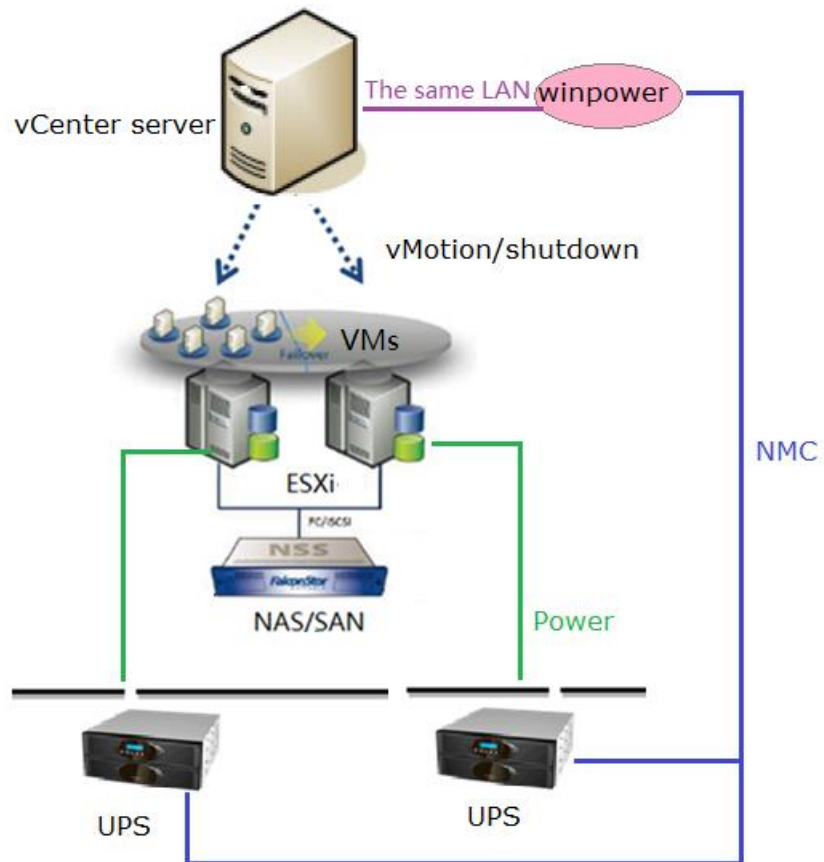 The same LAN winpower
vCenter server
vMotion/shutdown
VMs
Failover
NMC
ESXi
FC/iSCSI
NSS
FalconStor
NAS/SAN
Power
UPS
UPS